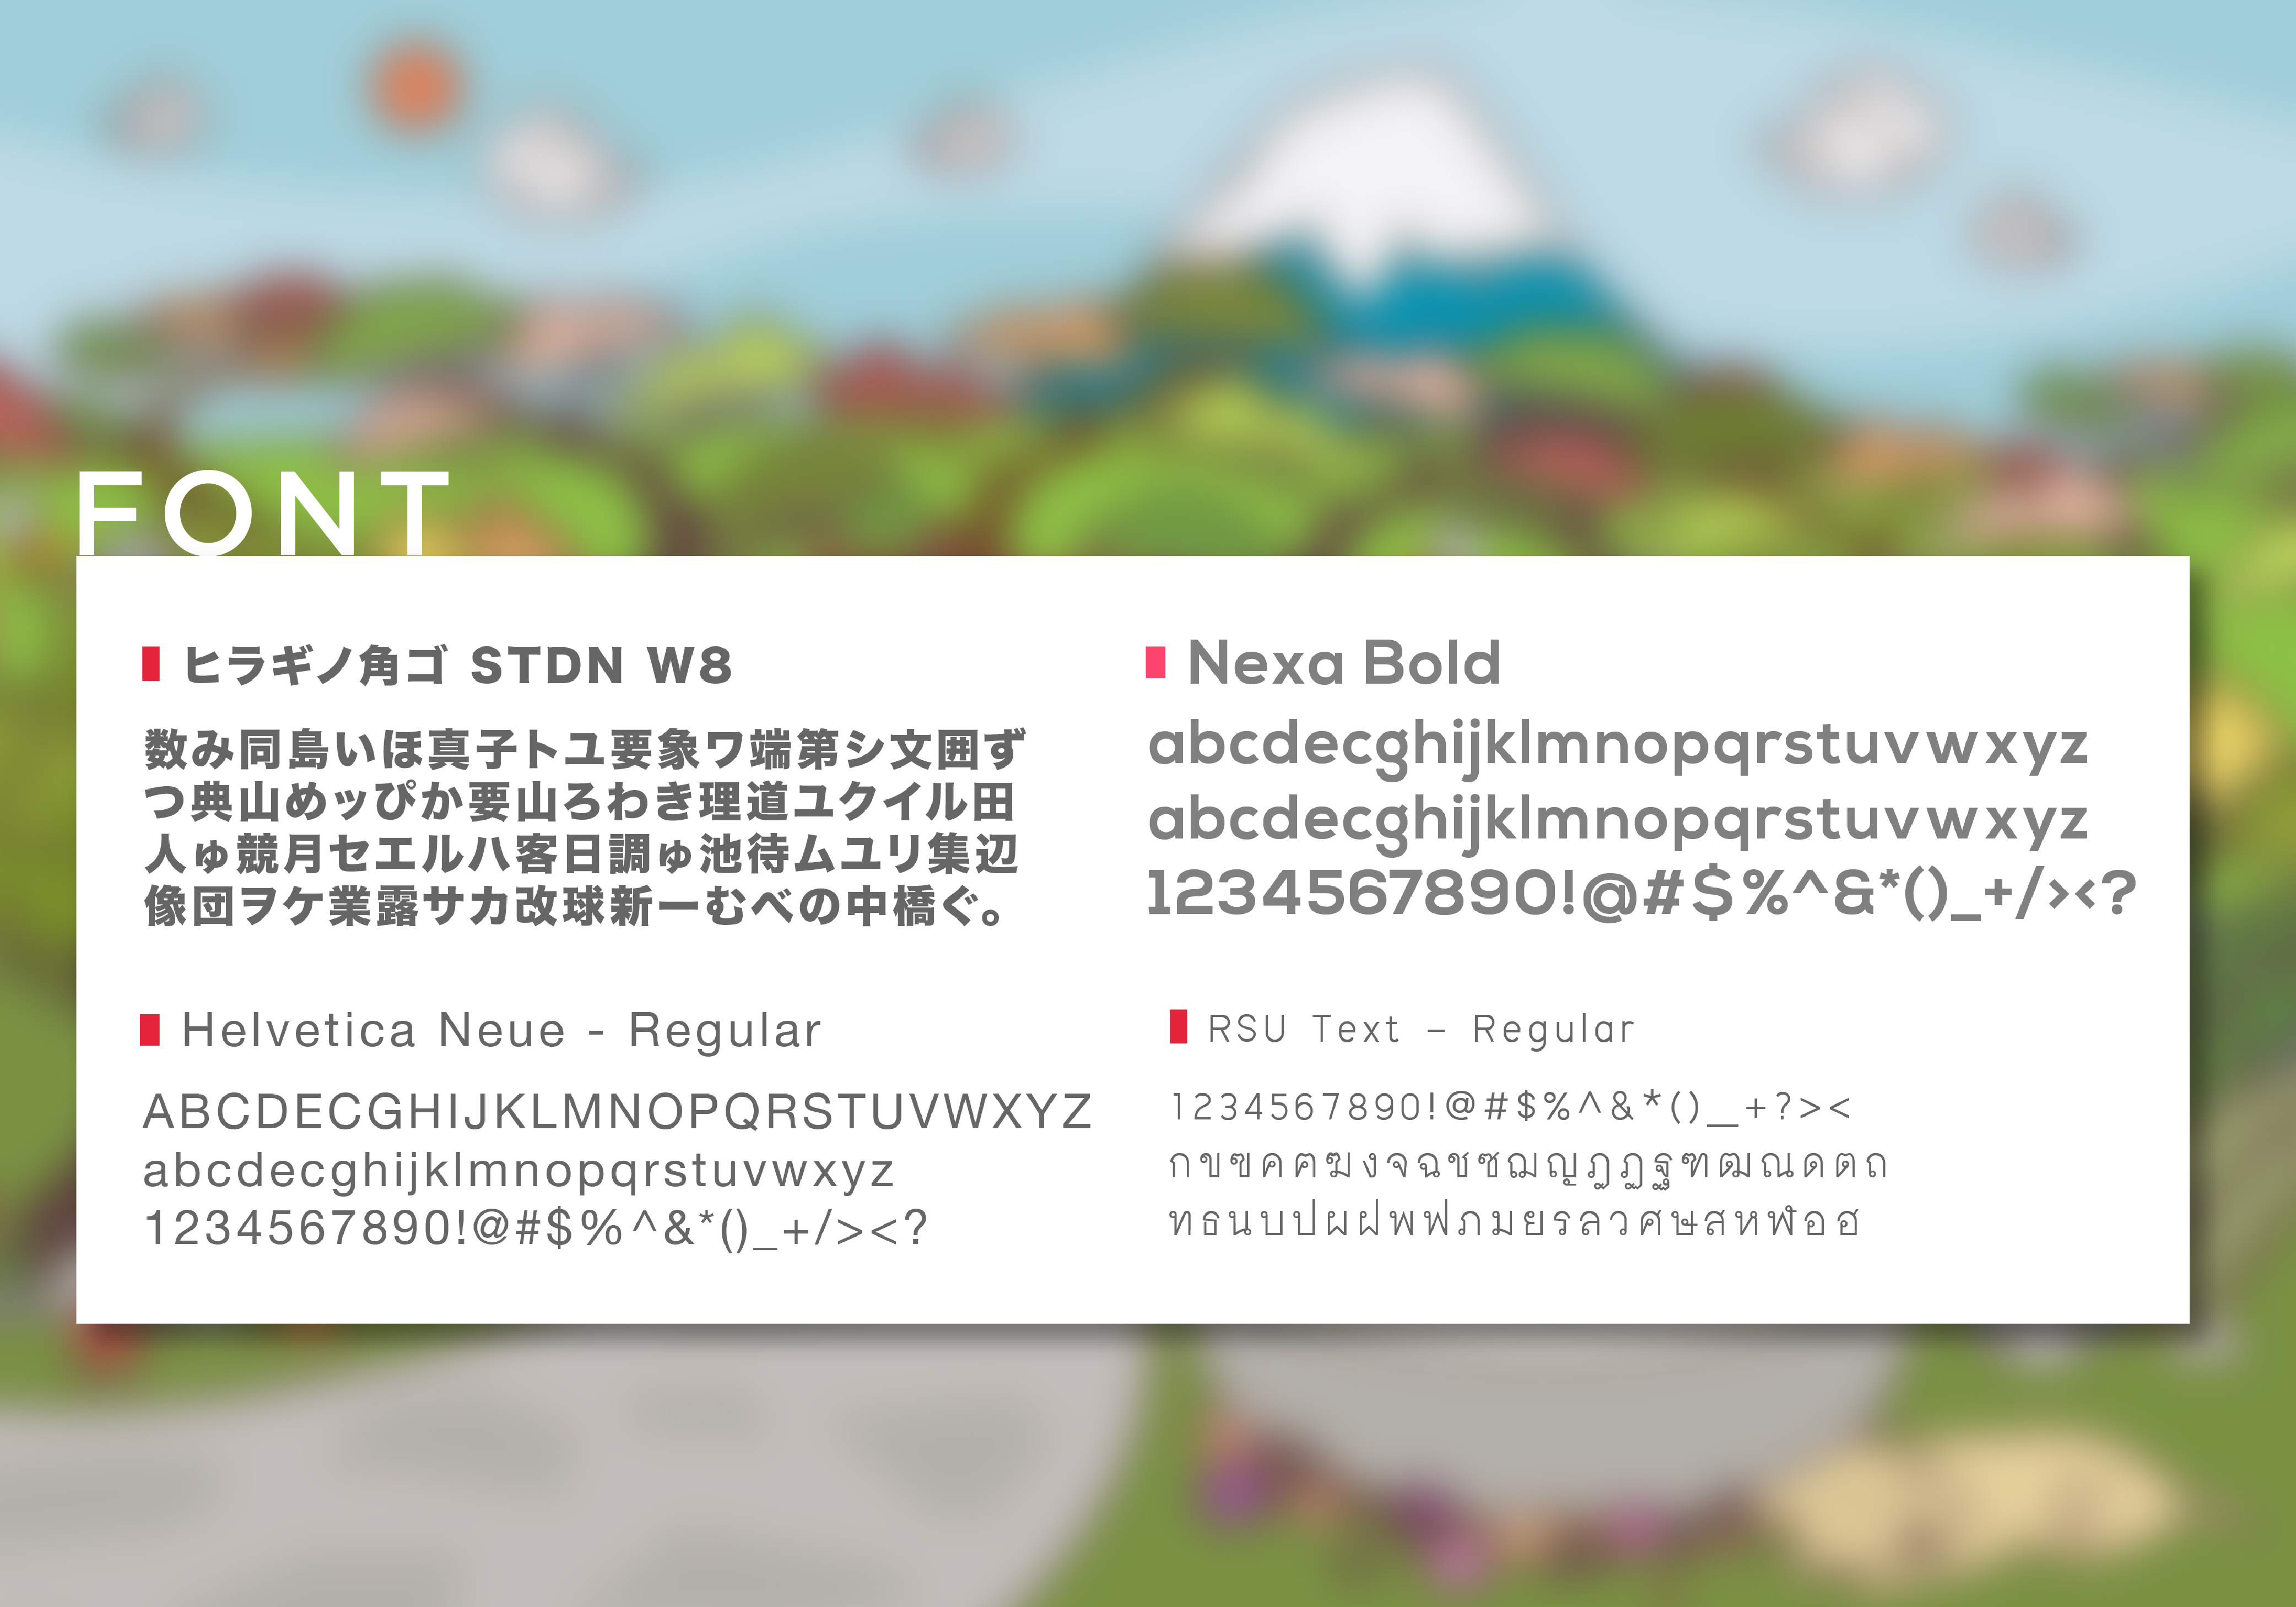 FONT
ヒラギノ角ゴ STDN W8
数み同島いほ真子トユ要象ワ端第シ文囲ず
つ典山めッぴか要山ろわき理道ユクイル田
人ゅ競月セエルハ客日調ゅ池待ムユリ集辺
像団ヲケ業露サカ改球新一むべの中橋ぐ。
Nexa Bold
abcdecghijklmnopqrstuvwxyz
abcdecghijklmnopqrstuvwxyz
1234567890!@#$%^&*()_+/><?
Helvetica Neue - Regular
ABCDECGHIJKLMNOPQRSTUVWXYZ
abcdecghijklmnopqrstuvwxyz
1234567890!@#$%^&*()_+/><?
RSU Text – Regular
1234567890!@#$%^&*()_+?><
กขฃคฅฆงจฉชซฌญฎฏฐฑฒณดตถ
ทธนบปผฝพฟภมยรลวศษสหฬอฮ